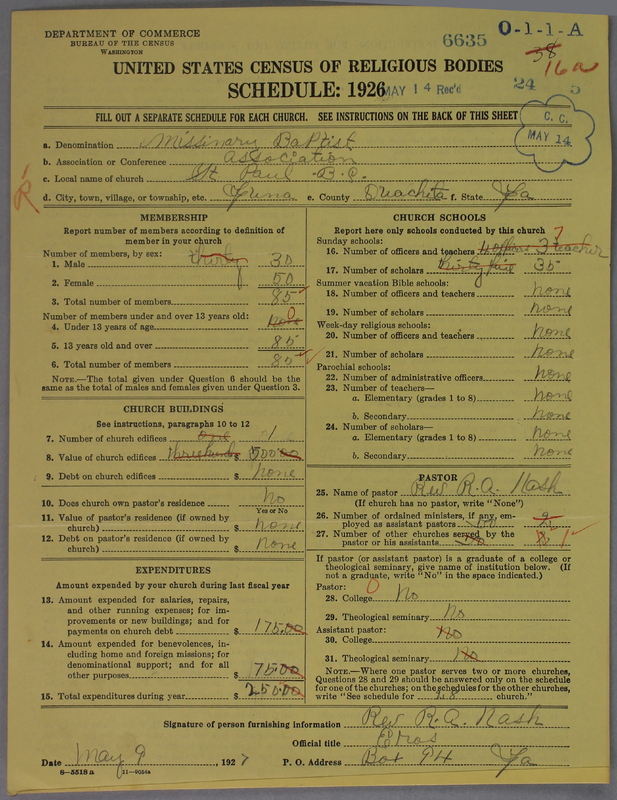 DEPARTMENT OF COMMERCE
BUREAU OF THE CENSUS
WASHINGTON
6635
O-1-1-A
38
16a
UNITED STATES CENSUS OF RELIGIOUS BODIES
SCHEDULE: 1926
MAY 14 Rec'd
24 5
FILL OUT A SEPARATE SCHEDULE FOR EACH CHURCH. SEE INSTRUCTIONS ON THE BACK OF THIS SHEET
C. C.
MAY 14
a. Denomination Missinary Baptist
b. Association or Conference association
c. Local name of church St Paul B.C.
d. City, town, village, or township, etc. e. County Ouachita f. State La
R
MEMBERSHIP
Report number of members according to definition of member in your church
Number of members, by sex:
1. Male thirty 30
2. Female 50
3. Total number of members 85
Number of members under and over 13 years old:
4. Under 13 years of age none 0
5. 13 years old and over 85
6. Total number of members 85
NOTE.—The total given under Question 6 should be the same as the total of males and females given under Question 3.
CHURCH BUILDINGS
See instructions, paragraphs 10 to 12
7. Number of church edifices one 1
8. Value of church edifices $ 500.00
9. Debt on church edifices $ none
10. Does church own pastor's residence No
Yes or No
11. Value of pastor's residence (if owned by church) $ none
12. Debt on pastor's residence (if owned by church) $ none
EXPENDITURES
Amount expended by your church during last fiscal year
13. Amount expended for salaries, repairs, and other running expenses; for improvements or new buildings; and for payments on church debt $ 175.00
14. Amount expended for benevolences, including home and foreign missions; for denominational support; and for all other purposes $ 75.00
15. Total expenditures during year $ 250.00
CHURCH SCHOOLS
Report here only schools conducted by this church
Sunday schools:
16. Number of officers and teachers 3 teacher 7
17. Number of scholars thirty five 35
Summer vacation Bible schools:
18. Number of officers and teachers none
19. Number of scholars none
Week-day religious schools:
20. Number of officers and teachers none
21. Number of scholars none
Parochial schools:
22. Number of administrative officers none
23. Number of teachers—
a. Elementary (grades 1 to 8) none
b. Secondary none
24. Number of scholars—
a. Elementary (grades 1 to 8) none
b. Secondary none
PASTOR
25. Name of pastor Rev R.A. Nash
(If church has no pastor, write "None")
26. Number of ordained ministers, if any, employed as assistant pastors 2
27. Number of other churches served by the pastor or his assistants 1
If pastor (or assistant pastor) is a graduate of a college or theological seminary, give name of institution below. (If not a graduate, write "No" in the space indicated.)
Pastor:
28. College 0 No
29. Theological seminary No
Assistant pastor:
30. College No
31. Theological seminary No
NOTE.—Where one pastor serves two or more churches, Questions 28 and 29 should be answered only on the schedule for one of the churches; on the schedules for the other churches, write "See schedule for church."
Signature of person furnishing information Rev R.A. Nash
Official title Eros
Date May 9, 1927 P. O. Address Box 94 La
8—5518 a 11—9054a